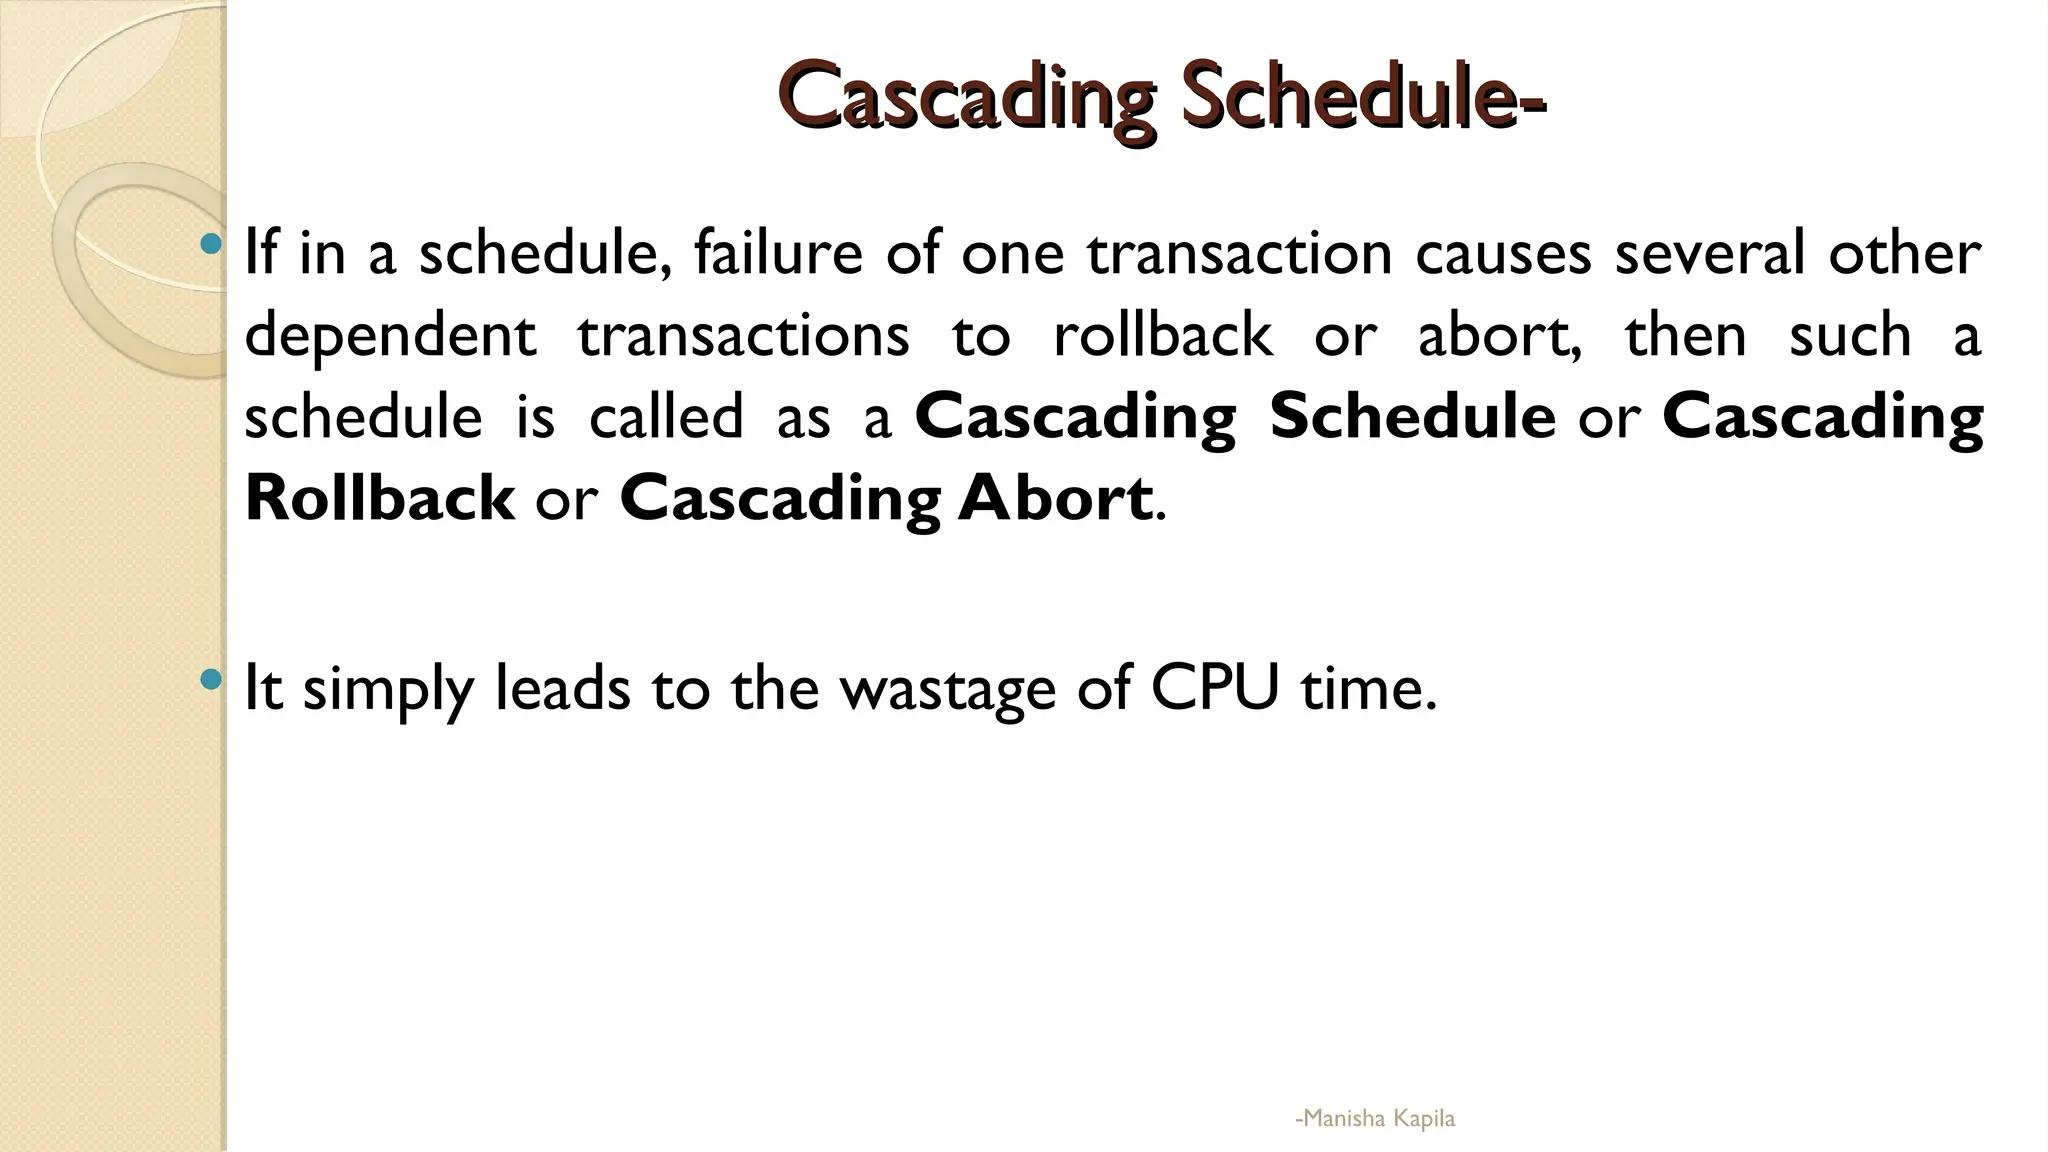 Cascading Schedule-
• If in a schedule, failure of one transaction causes several other
dependent transactions to rollback or abort, then such a
schedule is called as a Cascading Schedule or Cascading
Rollback or Cascading Abort.
• It simply leads to the wastage of CPU time.
-Manisha Kapila